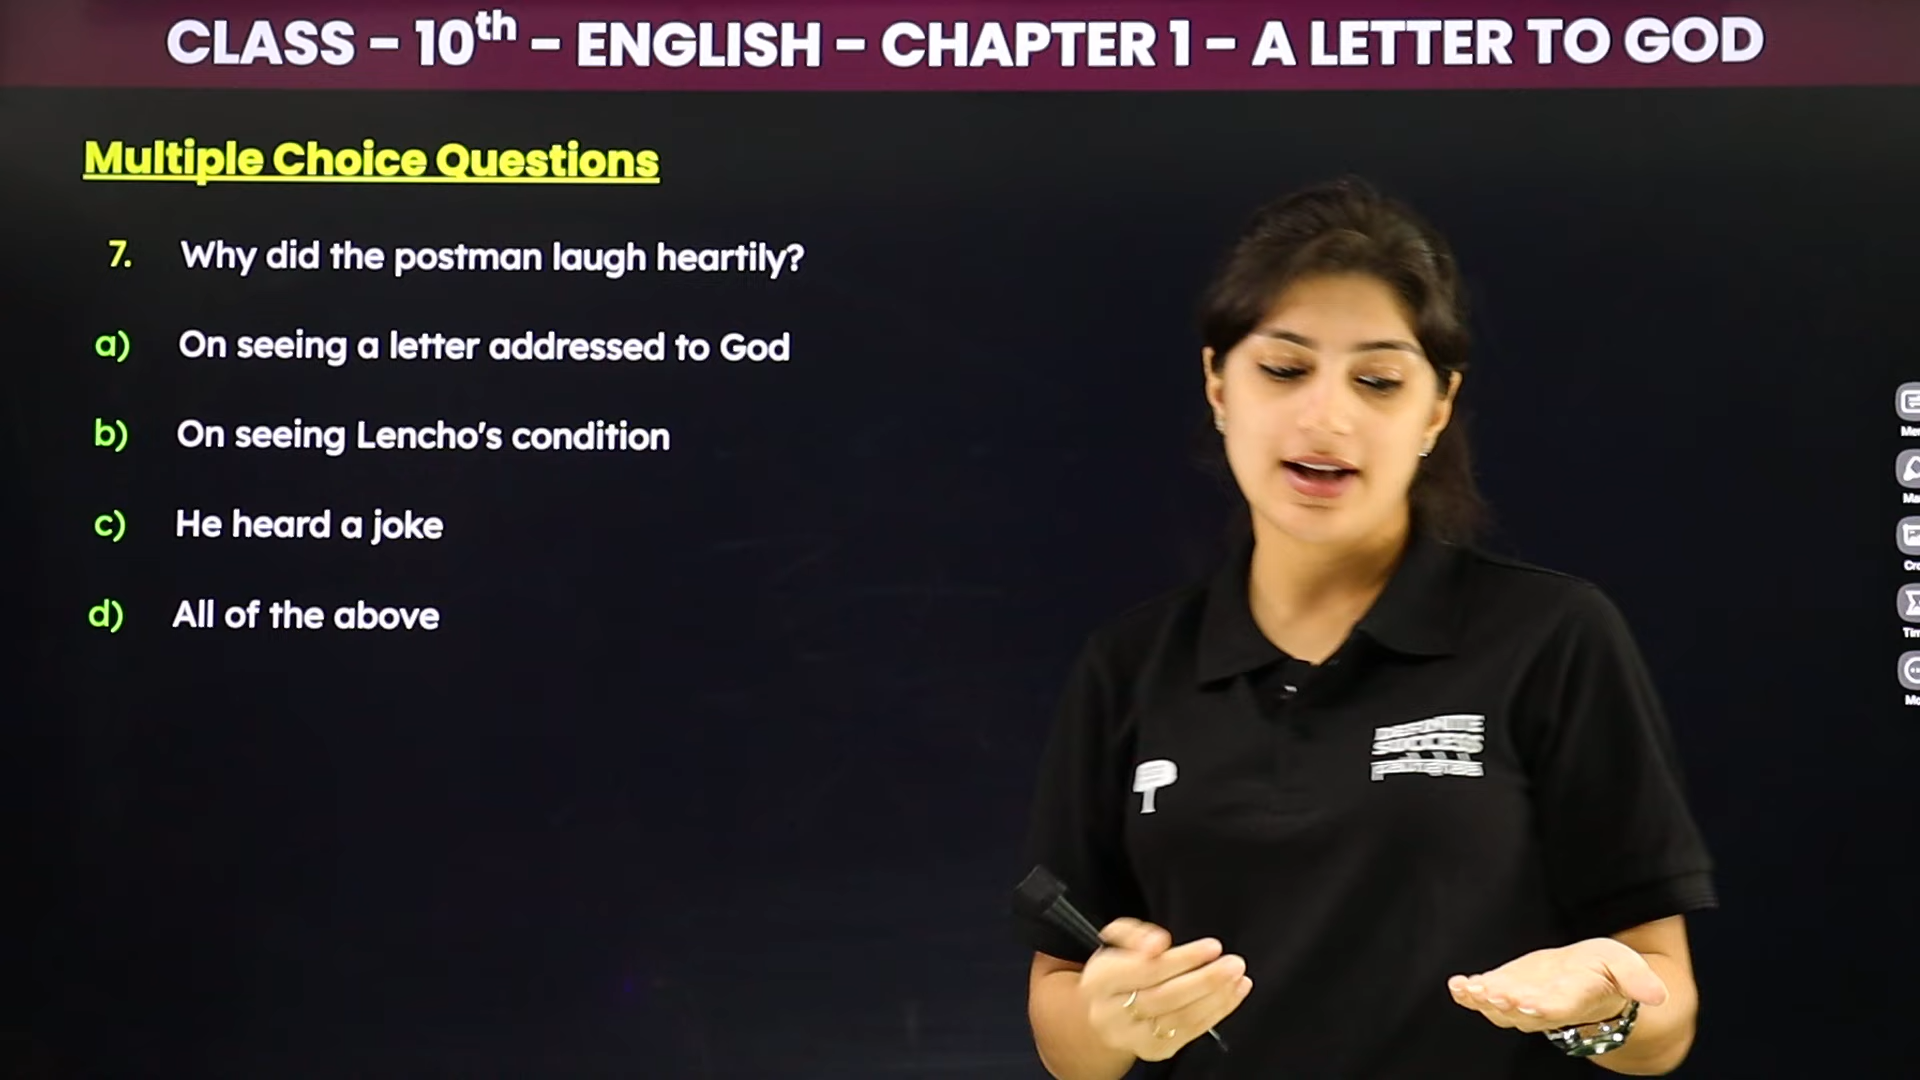 CLASS – 10th – ENGLISH – CHAPTER 1 – A LETTER TO GOD
Multiple Choice Questions
7. Why did the postman laugh heartily?
a) On seeing a letter addressed to God
b) On seeing Lencho's condition
c) He heard a joke
d) All of the above
SUCCESS